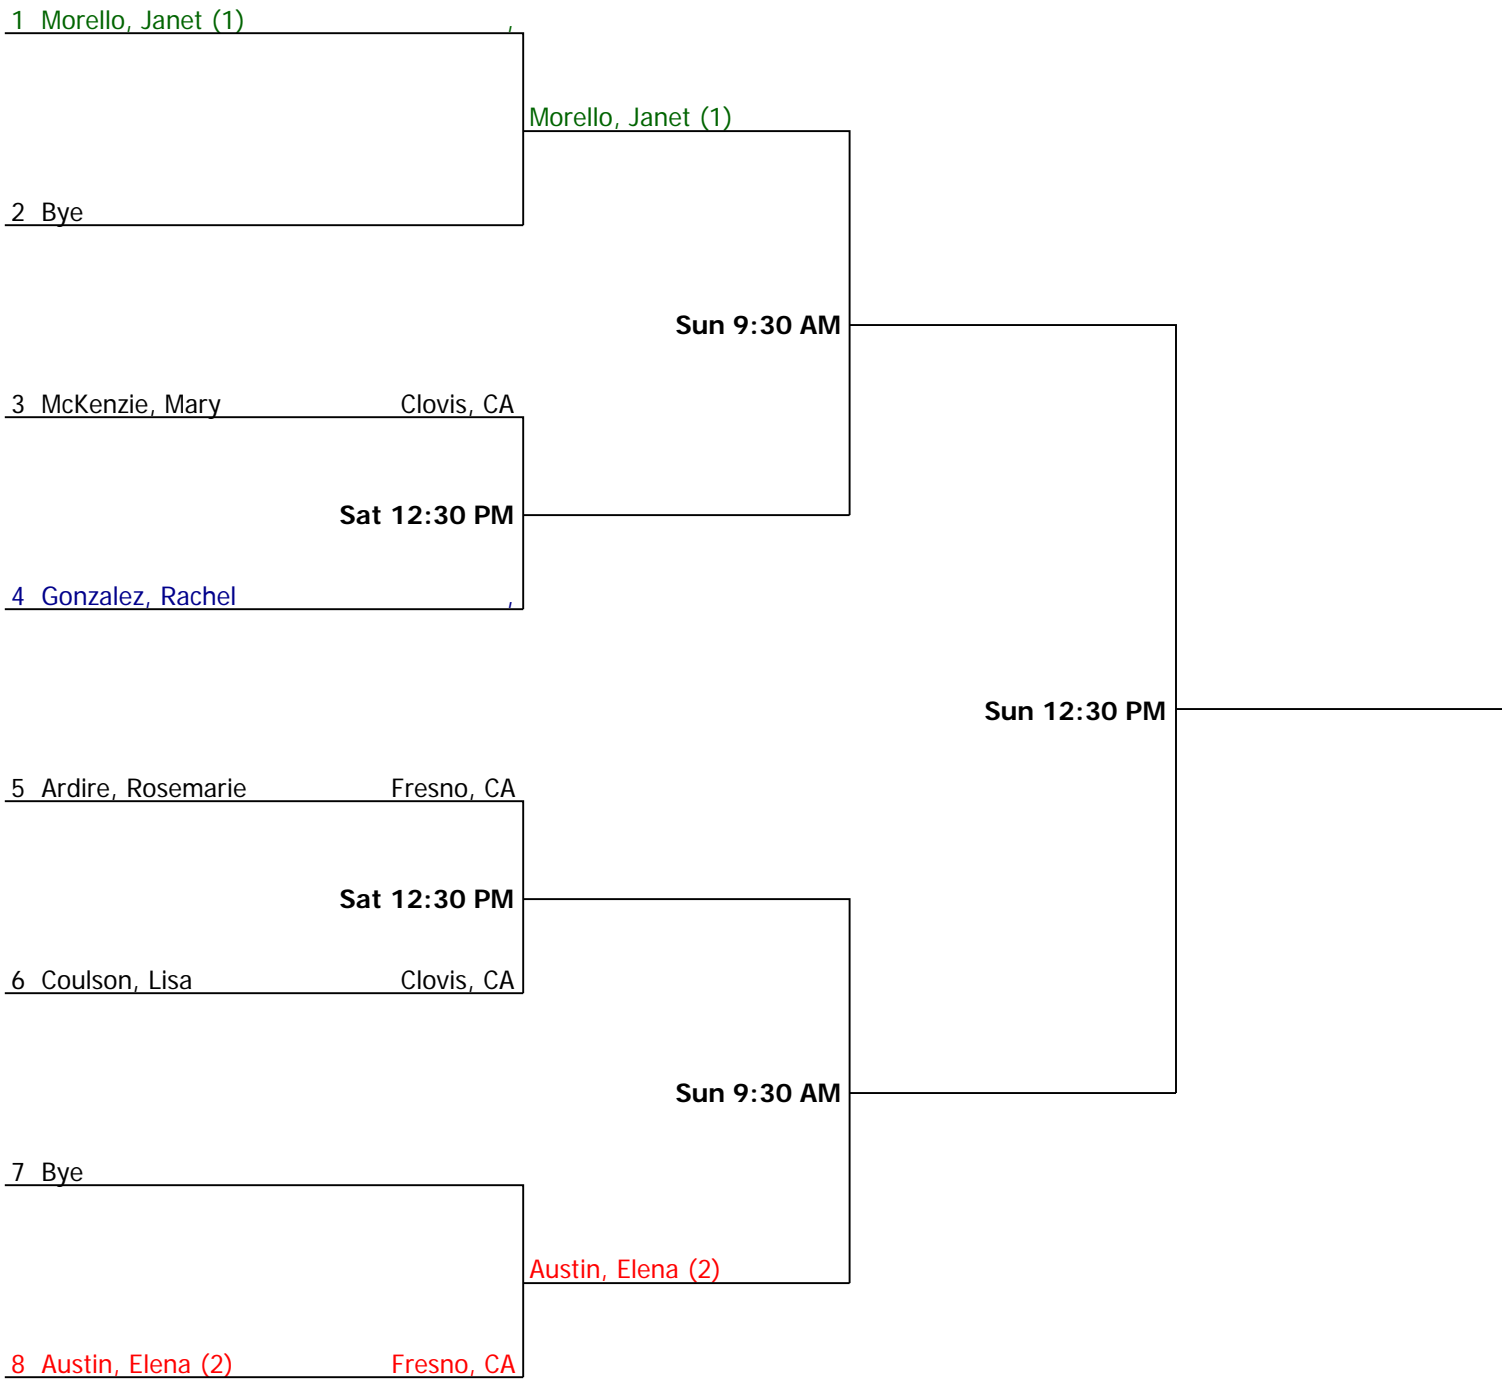 1 Morello, Janet (1) ,
Morello, Janet (1)
2 Bye
Sun 9:30 AM
3 McKenzie, Mary Clovis, CA
Sat 12:30 PM
4 Gonzalez, Rachel ,
Sun 12:30 PM
5 Ardire, Rosemarie Fresno, CA
Sat 12:30 PM
6 Coulson, Lisa Clovis, CA
Sun 9:30 AM
7 Bye
Austin, Elena (2)
8 Austin, Elena (2) Fresno, CA